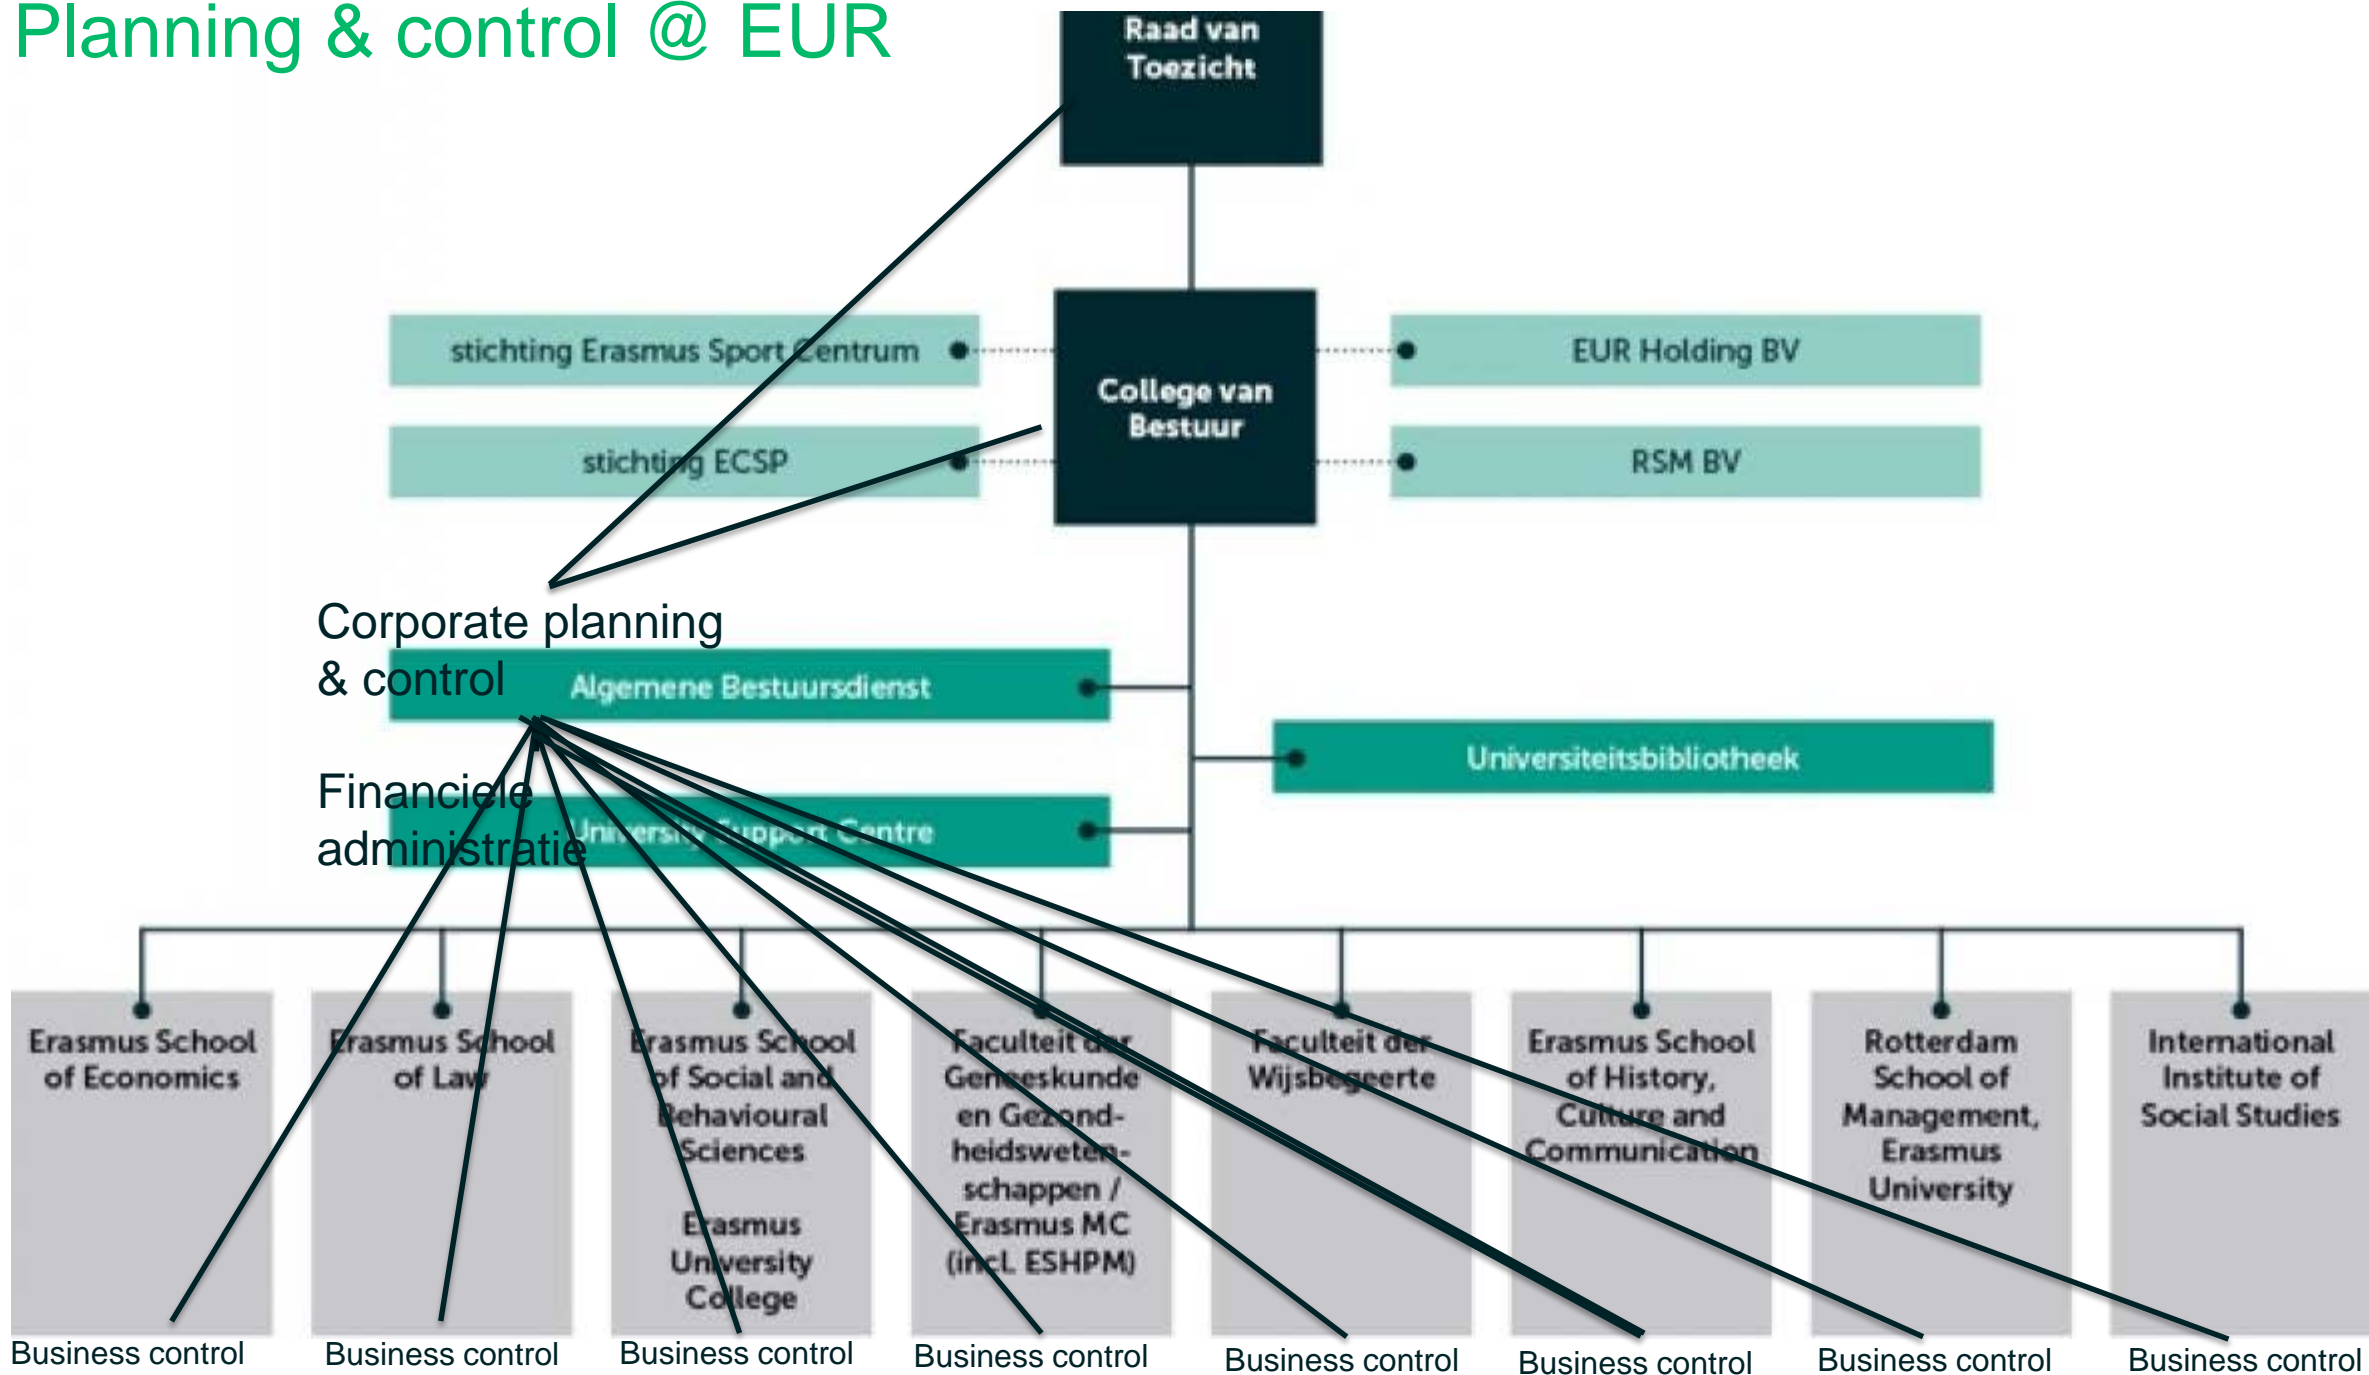 Planning & control @ EUR
Raad van
Toezicht
stichting Erasmus Sport Centrum
EUR Holding BV
College van
Bestuur
stichting ECSP
RSM BV
Corporate planning
& control
Algemene Bestuursdienst
Universiteitsbibliotheek
Financiele
administratie
University Support Centre
Erasmus School
of Economics
Erasmus School
of Law
Erasmus School
of Social and
Behavioural
Sciences
Erasmus
University
College
Faculteit der
Geneeskunde
en Gezond-
heidsweten-
schappen /
Erasmus MC
(incl. ESHPM)
Faculteit der
Wijsbegeerte
Erasmus School
of History,
Culture and
Communication
Rotterdam
School of
Management,
Erasmus
University
International
Institute of
Social Studies
Business control
Business control
Business control
Business control
Business control
Business control
Business control
Business control